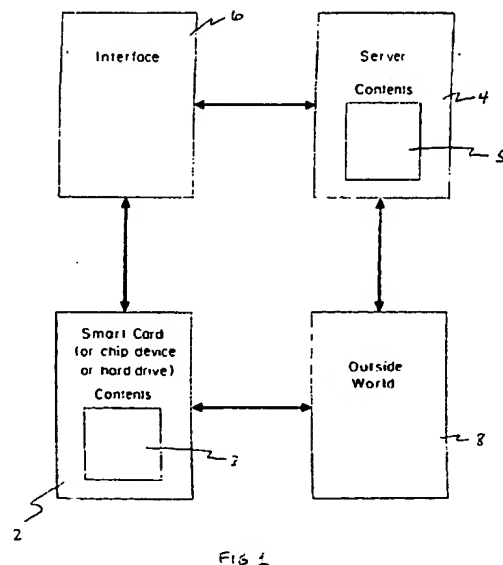 6
Interface
Server
Contents
4
5
Smart Card
(or chip device
or hard drive)
Contents
3
2
Outside
World
8
FIG 1